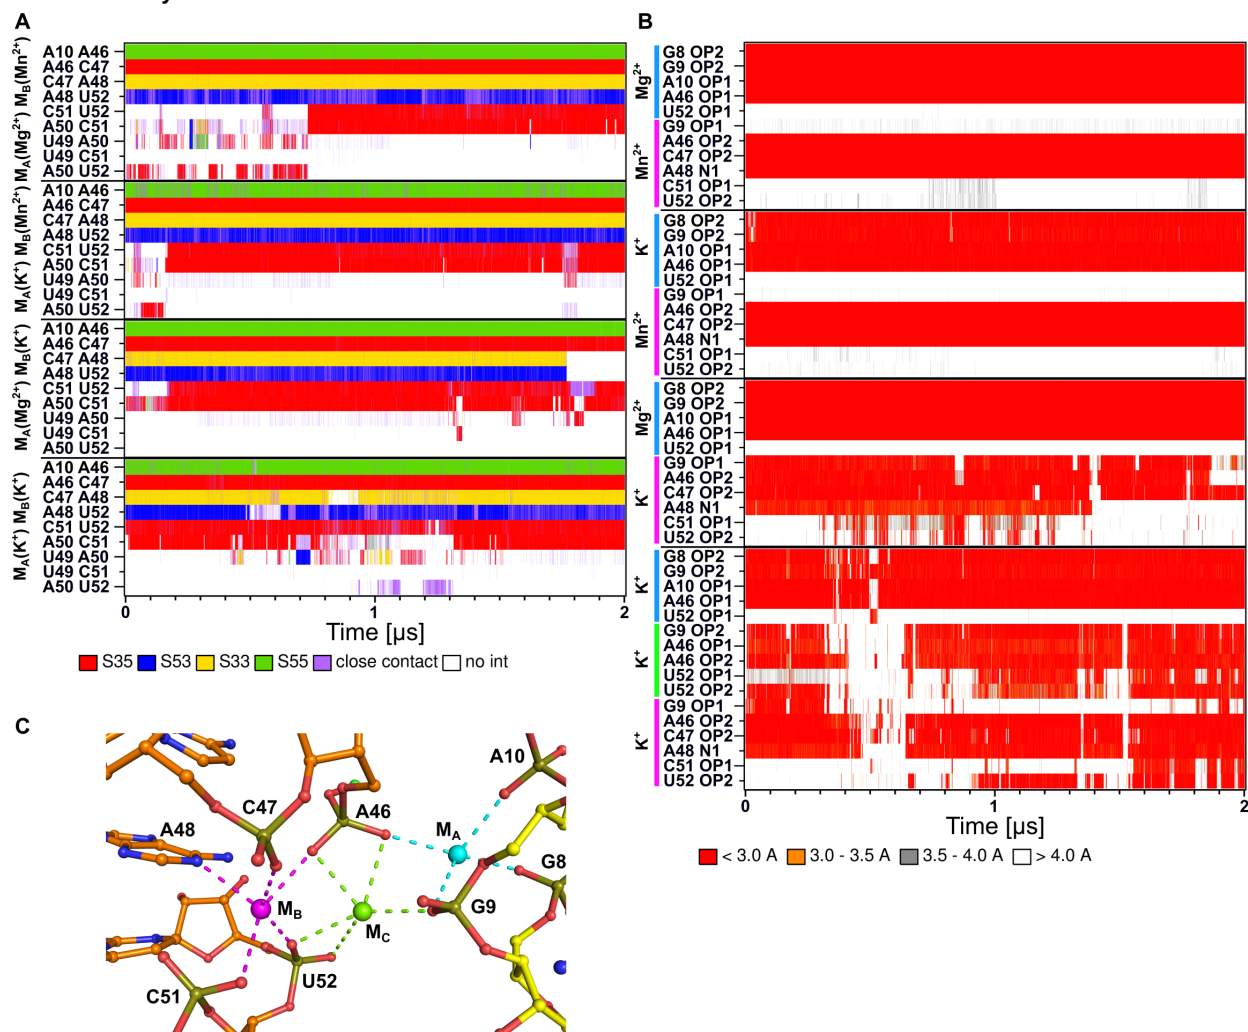 A
A10 A46
A46 C47
C47 A48
A48 U52
C51 U52
A50 C51
U49 A50
U49 C51
A50 U52
M_A(Mg²⁺) M_B(Mn²⁺)
A10 A46
A46 C47
C47 A48
A48 U52
C51 U52
A50 C51
U49 A50
U49 C51
A50 U52
M_A(K⁺) M_B(Mn²⁺)
A10 A46
A46 C47
C47 A48
A48 U52
C51 U52
A50 C51
U49 A50
U49 C51
A50 U52
M_A(Mg²⁺) M_B(K⁺)
A10 A46
A46 C47
C47 A48
A48 U52
C51 U52
A50 C51
U49 A50
U49 C51
A50 U52
M_A(K⁺) M_B(K⁺)
0 1 2
Time [µs]
S35 S53 S33 S55 close contact no int
B
Mg²⁺
G8 OP2
G9 OP2
A10 OP1
A46 OP1
U52 OP1
Mn²⁺
G9 OP1
A46 OP2
C47 OP2
A48 N1
C51 OP1
U52 OP2
K⁺
G8 OP2
G9 OP2
A10 OP1
A46 OP1
U52 OP1
Mn²⁺
G9 OP1
A46 OP2
C47 OP2
A48 N1
C51 OP1
U52 OP2
Mg²⁺
G8 OP2
G9 OP2
A10 OP1
A46 OP1
U52 OP1
K⁺
G9 OP1
A46 OP2
C47 OP2
A48 N1
C51 OP1
U52 OP2
K⁺
G8 OP2
G9 OP2
A10 OP1
A46 OP1
U52 OP1
K⁺
G9 OP2
A46 OP1
A46 OP2
U52 OP1
U52 OP2
K⁺
G9 OP1
A46 OP2
C47 OP2
A48 N1
C51 OP1
U52 OP2
0 1 2
Time [µs]
< 3.0 A 3.0 - 3.5 A 3.5 - 4.0 A > 4.0 A
C
A10
C47
A46
A48
M_A
G8
M_B
G9
M_C
U52
C51